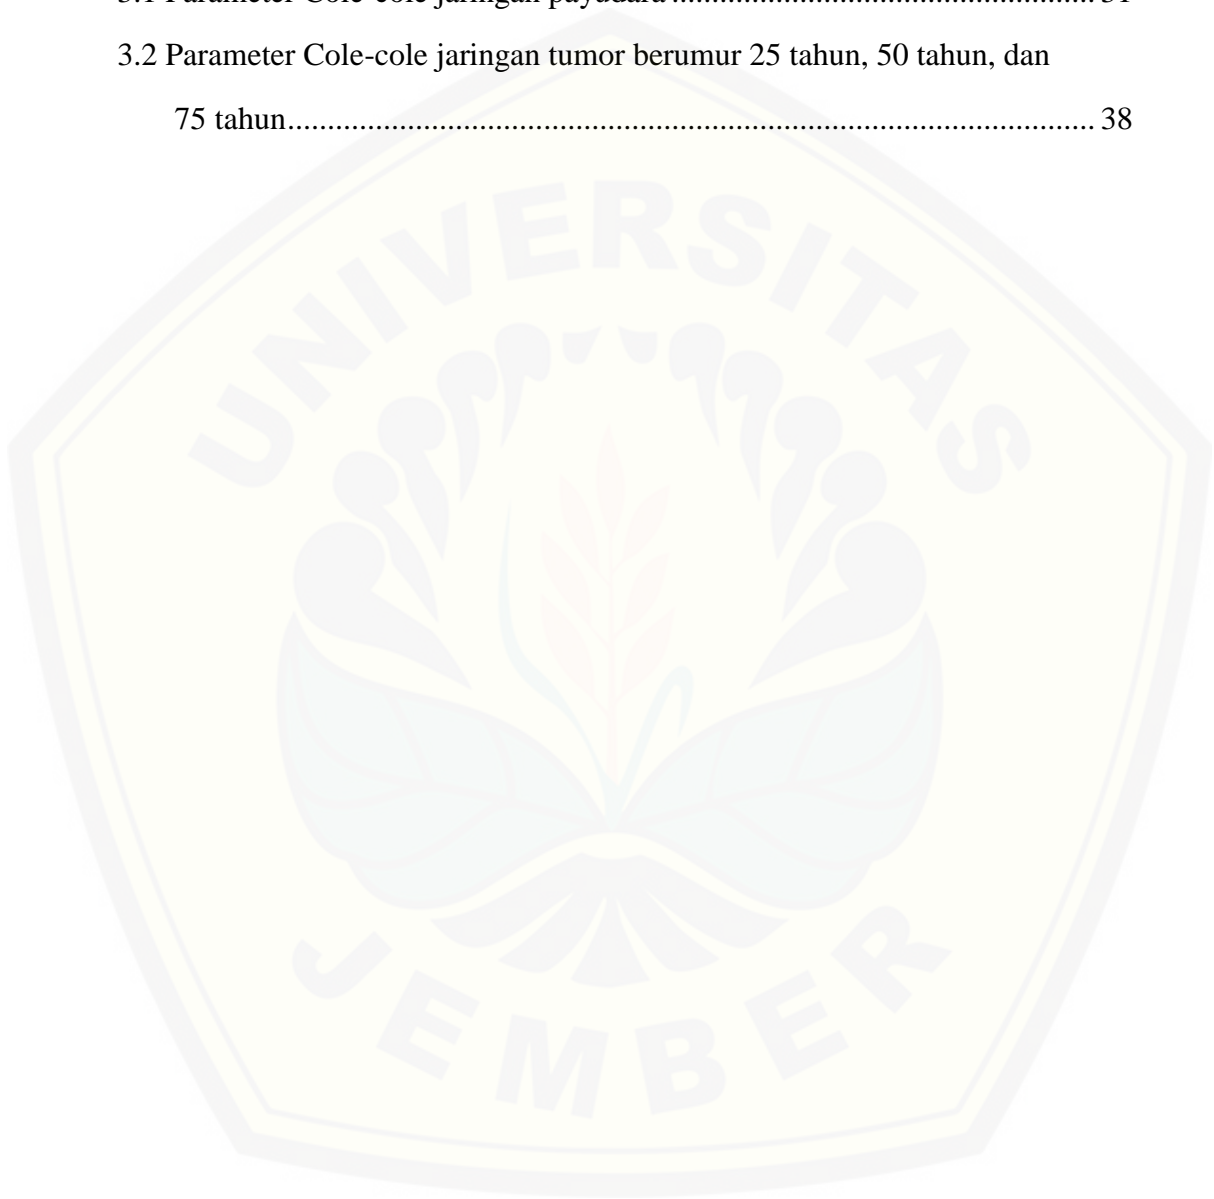 3.1 Parameter Cole-cole jaringan payudara ..................................................... 31
3.2 Parameter Cole-cole jaringan tumor berumur 25 tahun, 50 tahun, dan
75 tahun..................................................................................................... 38
UNIVERSITAS
JEMBER